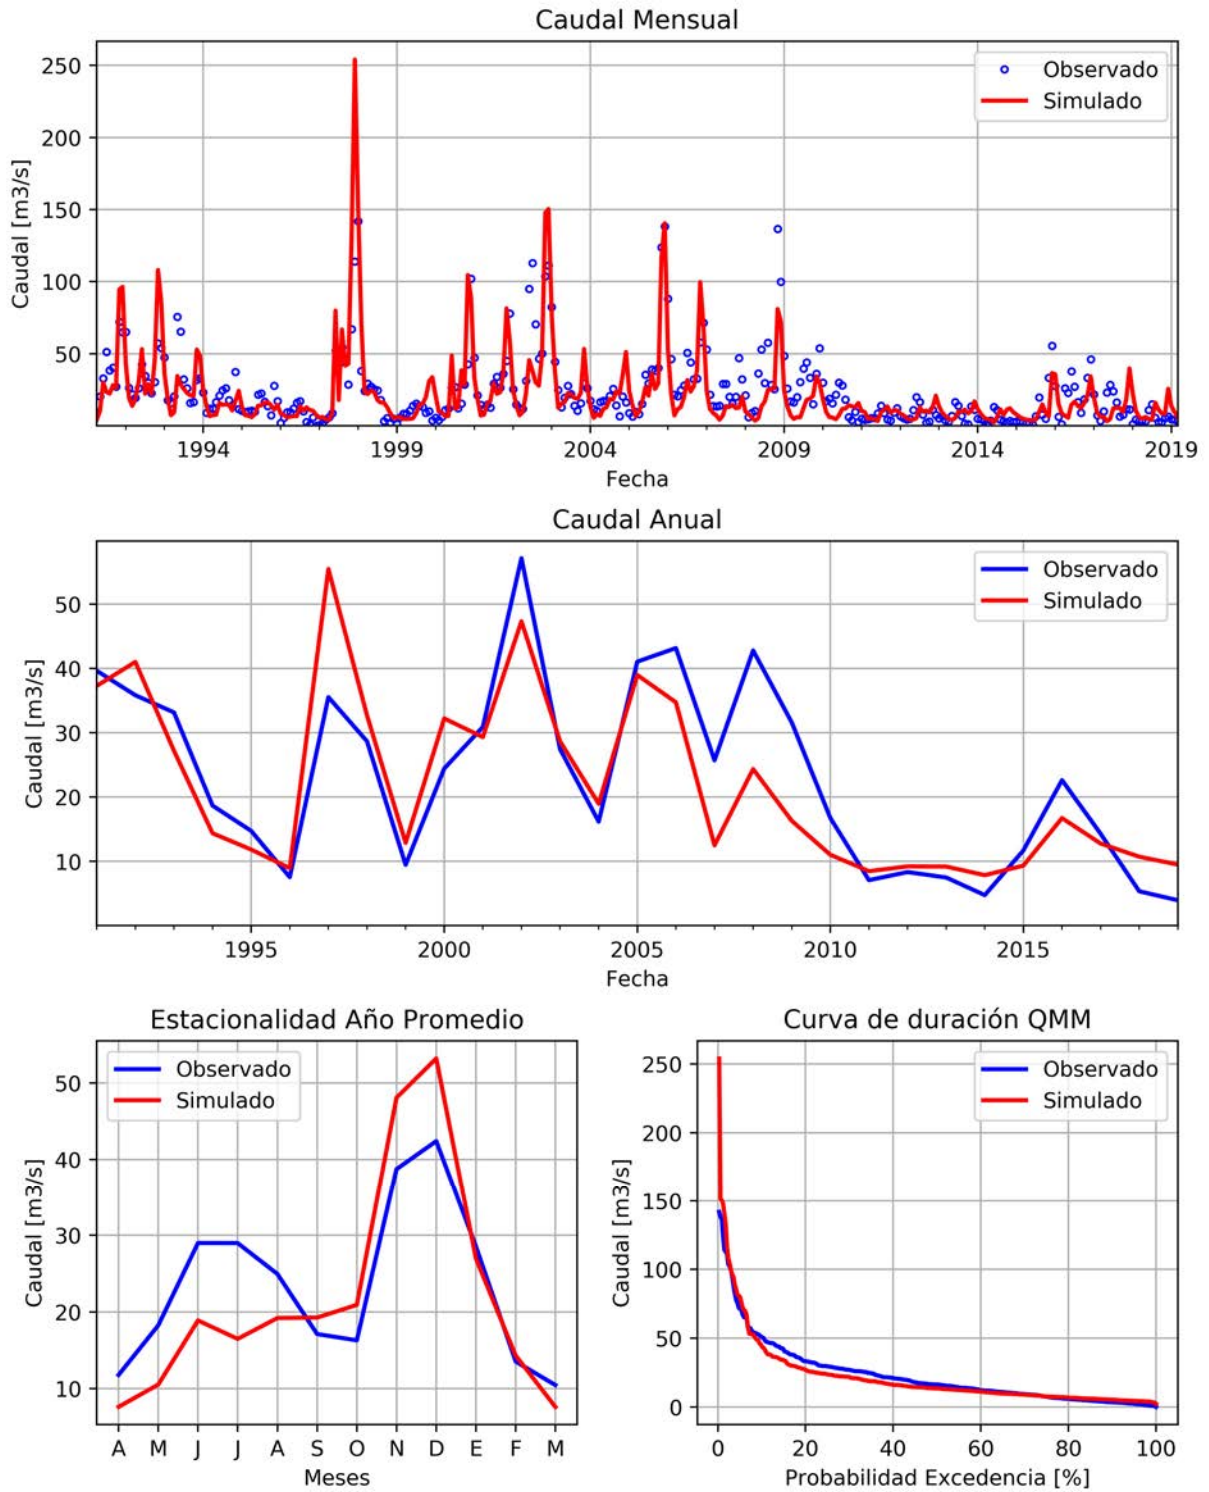 Caudal Mensual
Caudal [m3/s]
250
200
150
100
50
Observado
Simulado
1994 1999 2004 2009 2014 2019
Fecha
Caudal Anual
Caudal [m3/s]
50
40
30
20
10
Observado
Simulado
1995 2000 2005 2010 2015
Fecha
Estacionalidad Año Promedio
Caudal [m3/s]
50
40
30
20
10
Observado
Simulado
A M J J A S O N D E F M
Meses
Curva de duración QMM
Caudal [m3/s]
250
200
150
100
50
0
Observado
Simulado
0 20 40 60 80 100
Probabilidad Excedencia [%]